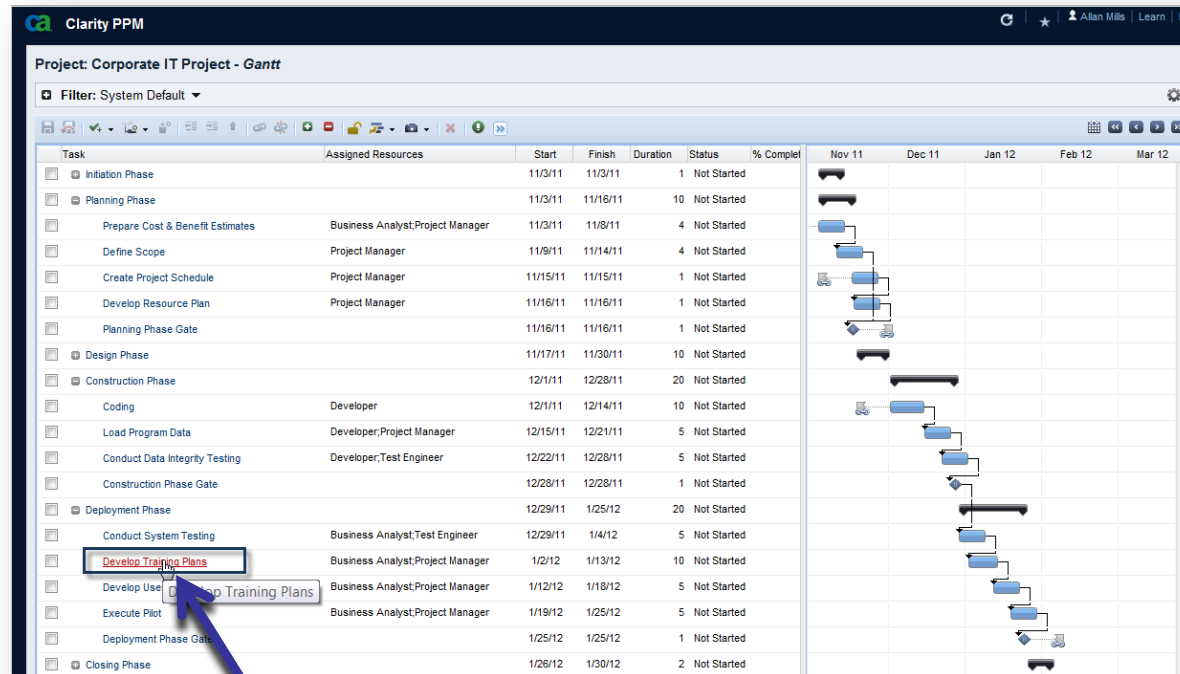 ca Clarity PPM Allan Mills Learn
Project: Corporate IT Project - Gantt
Filter: System Default
Task Assigned Resources Start Finish Duration Status % Complet Nov 11 Dec 11 Jan 12 Feb 12 Mar 12
Initiation Phase 11/3/11 11/3/11 1 Not Started
Planning Phase 11/3/11 11/16/11 10 Not Started
Prepare Cost & Benefit Estimates Business Analyst;Project Manager 11/3/11 11/8/11 4 Not Started
Define Scope Project Manager 11/9/11 11/14/11 4 Not Started
Create Project Schedule Project Manager 11/15/11 11/15/11 1 Not Started
Develop Resource Plan Project Manager 11/16/11 11/16/11 1 Not Started
Planning Phase Gate 11/16/11 11/16/11 1 Not Started
Design Phase 11/17/11 11/30/11 10 Not Started
Construction Phase 12/1/11 12/28/11 20 Not Started
Coding Developer 12/1/11 12/14/11 10 Not Started
Load Program Data Developer;Project Manager 12/15/11 12/21/11 5 Not Started
Conduct Data Integrity Testing Developer;Test Engineer 12/22/11 12/28/11 5 Not Started
Construction Phase Gate 12/28/11 12/28/11 1 Not Started
Deployment Phase 12/29/11 1/25/12 20 Not Started
Conduct System Testing Business Analyst;Test Engineer 12/29/11 1/4/12 5 Not Started
Develop Training Plans Business Analyst;Project Manager 1/2/12 1/13/12 10 Not Started
Develop Use Business Analyst;Project Manager 1/12/12 1/18/12 5 Not Started
Develop Training Plans
Execute Pilot Business Analyst;Project Manager 1/19/12 1/25/12 5 Not Started
Deployment Phase Gate 1/25/12 1/25/12 1 Not Started
Closing Phase 1/26/12 1/30/12 2 Not Started